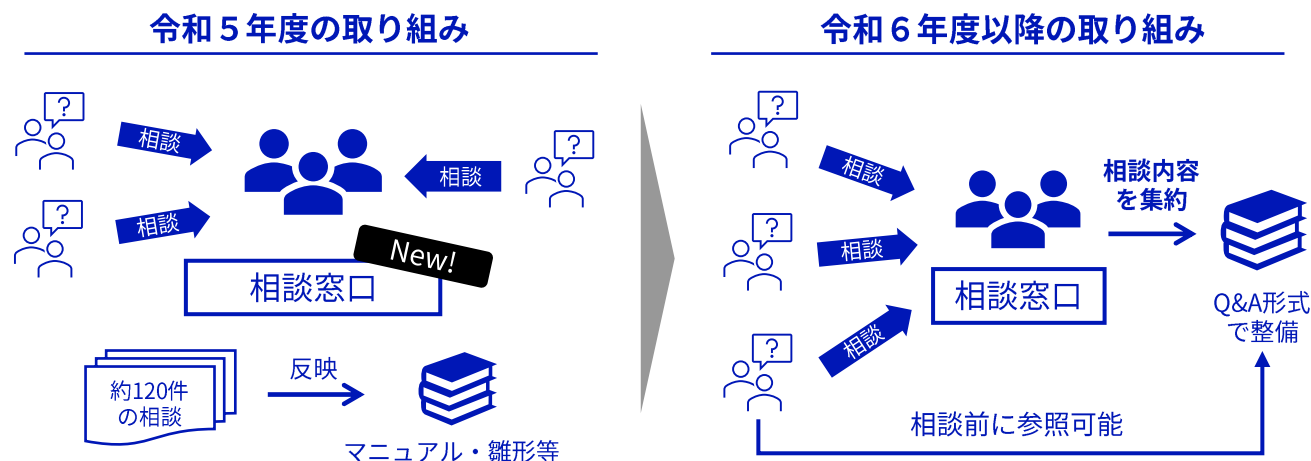 令和５年度の取り組み
?
相談
?
相談
?
相談
New!
相談窓口
約120件
の相談
反映
マニュアル・雛形等
令和６年度以降の取り組み
?
相談
?
相談
?
相談
相談窓口
相談内容
を集約
Q&A形式
で整備
相談前に参照可能